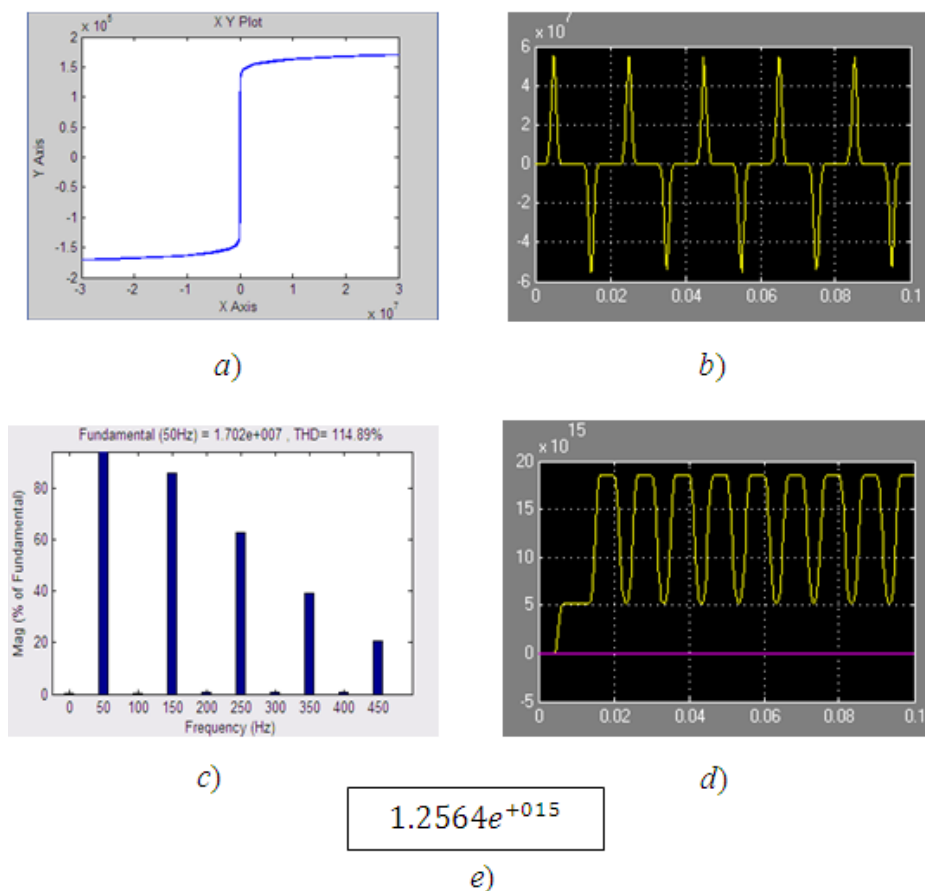 X Y Plot
x 10^5
2
1.5
1
0.5
0
-0.5
-1
-1.5
-2
Y Axis
-3 -2 -1 0 1 2 3
X Axis
x 10^7
a)
x 10^7
6
4
2
0
-2
-4
-6
0 0.02 0.04 0.06 0.08 0.1
b)
Fundamental (50Hz) = 1.702e+007 , THD= 114.89%
80
60
40
20
0
Mag (% of Fundamental)
0 50 100 150 200 250 300 350 400 450
Frequency (Hz)
c)
x 10^15
20
15
10
5
0
-5
0 0.02 0.04 0.06 0.08 0.1
d)
1.2564e^+015
e)